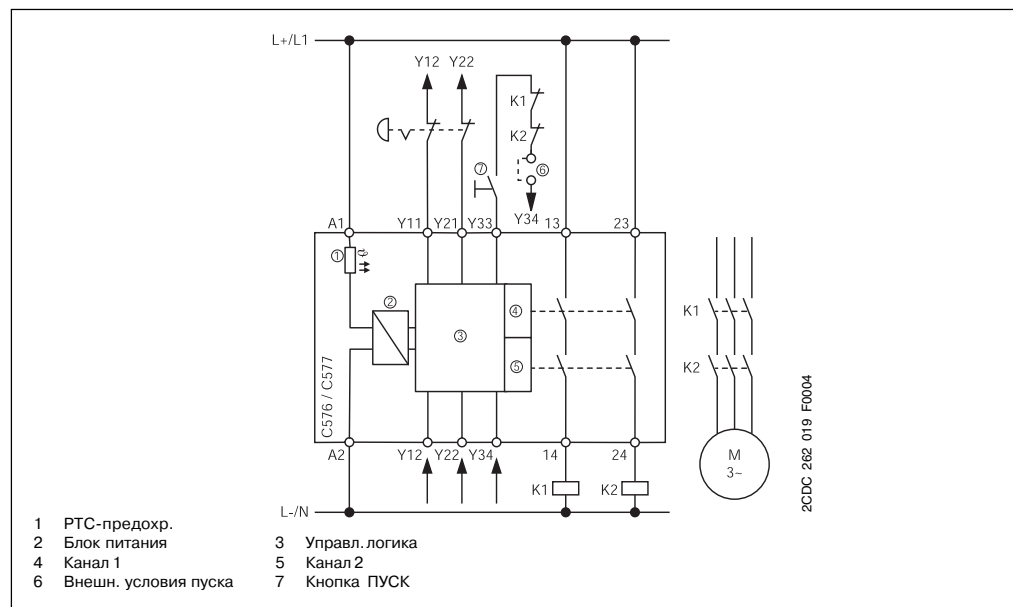 L+/L1
Y12 Y22
K1
K2
7
6
Y34
A1 Y11 Y21 Y33 13 23
1
ϑ
2
3
4
5
K1
K2
C576 / C577
A2 Y12 Y22 Y34 14 24
K1 K2
M
3~
L-/N
2CDC 262 019 F0004
1 РТС-предохр.
2 Блок питания 3 Управл. логика
4 Канал 1 5 Канал 2
6 Внешн. условия пуска 7 Кнопка ПУСК